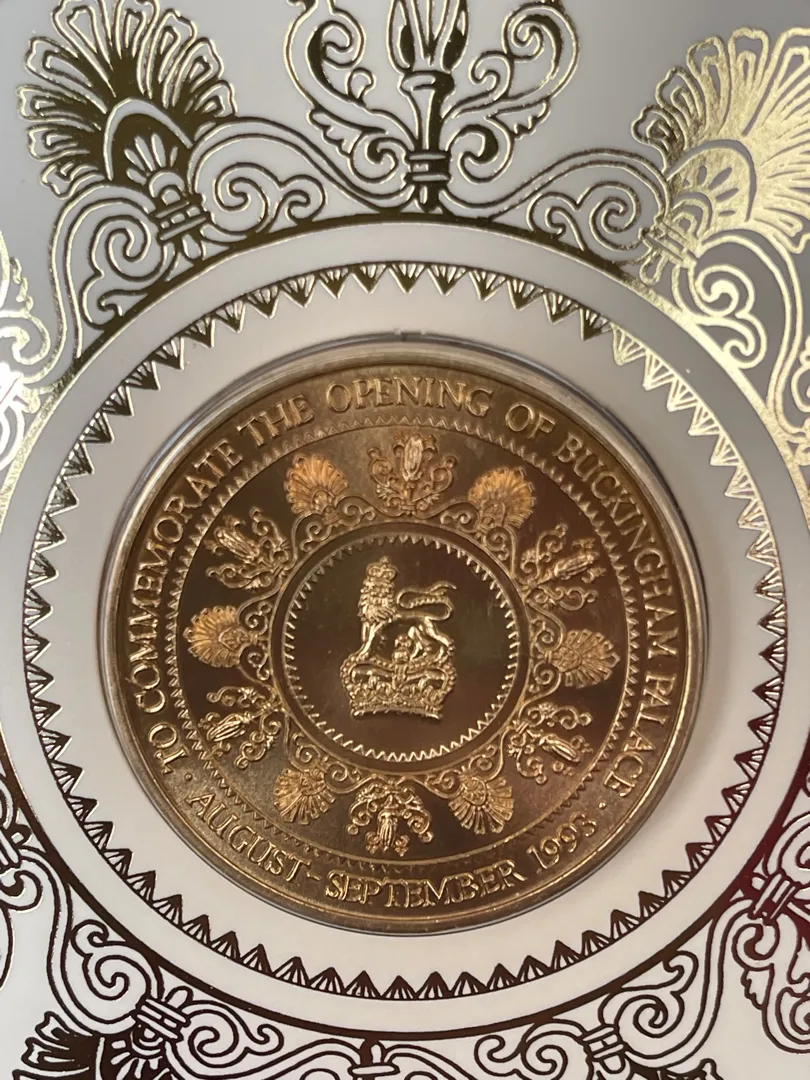 TO COMMEMORATE THE OPENING OF BUCKINGHAM PALACE
· AUGUST - SEPTEMBER 1993 ·